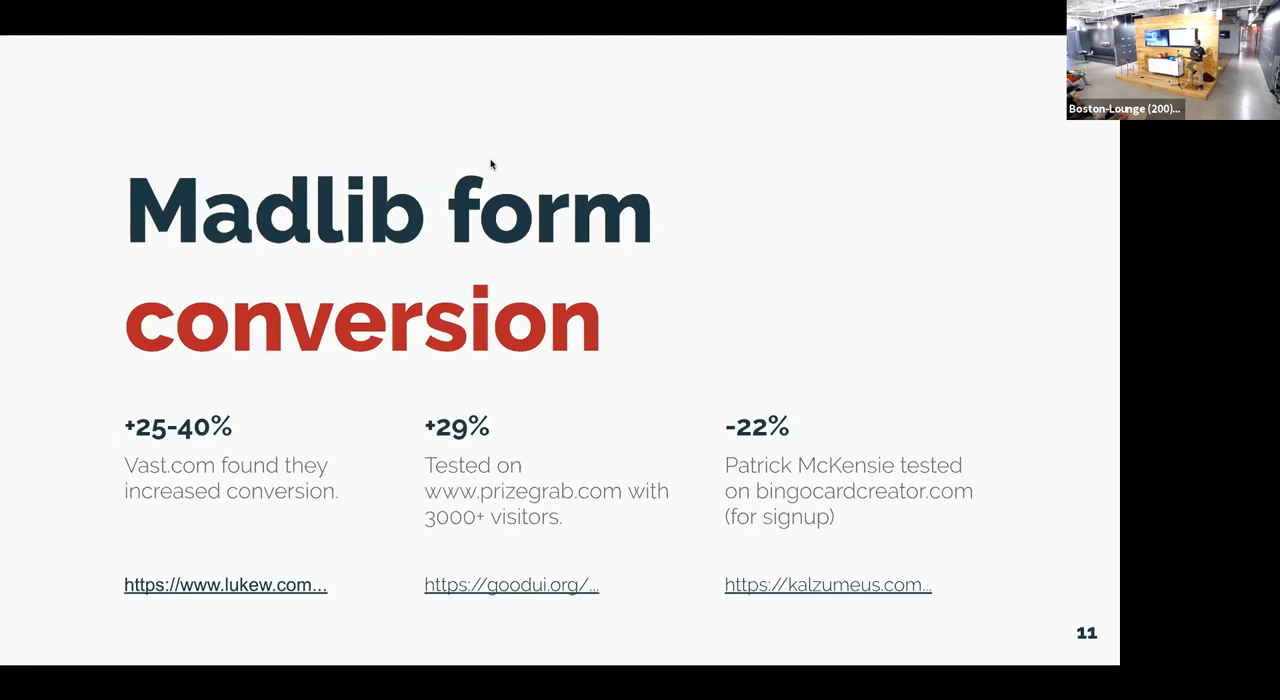 Boston-Lounge (200)...
Madlib form
conversion
+25-40%
Vast.com found they
increased conversion.
https://www.lukew.com...
+29%
Tested on
www.prizegrab.com with
3000+ visitors.
https://goodui.org/...
-22%
Patrick McKensie tested
on bingocardcreator.com
(for signup)
https://kalzumeus.com...
11